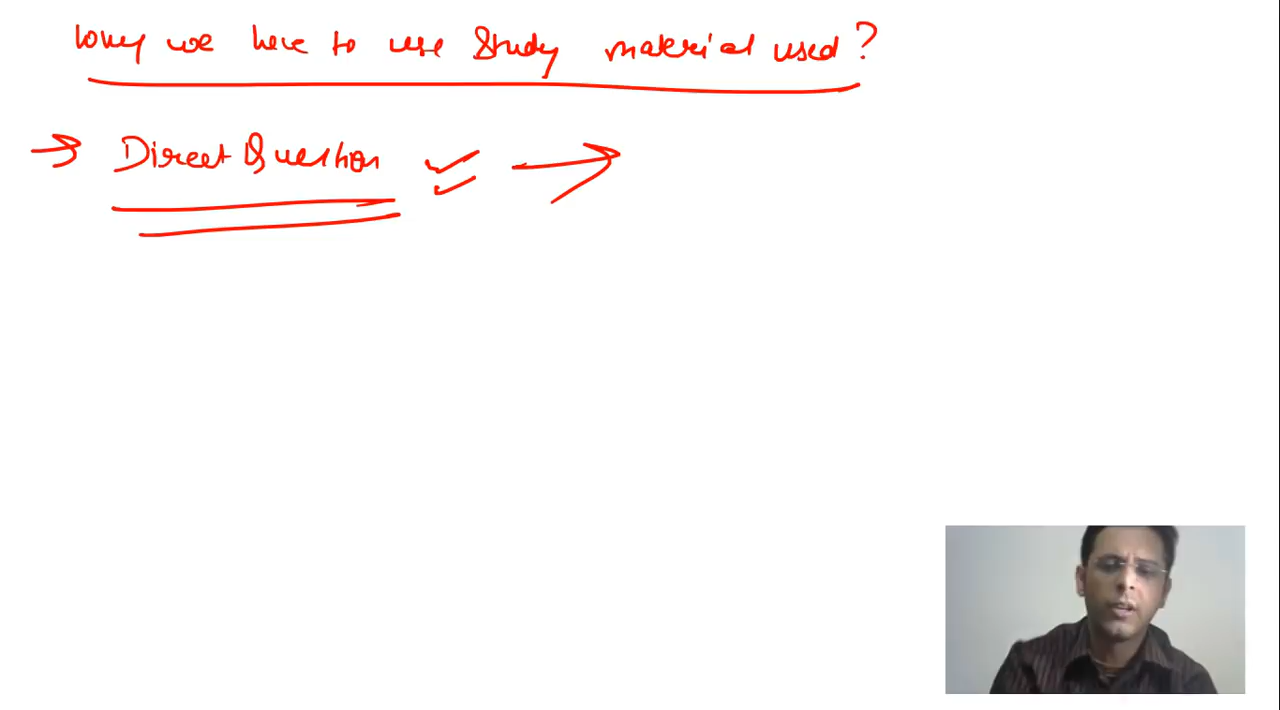 Why we have to use Study material used?
→ Direct Question ✓✓ →